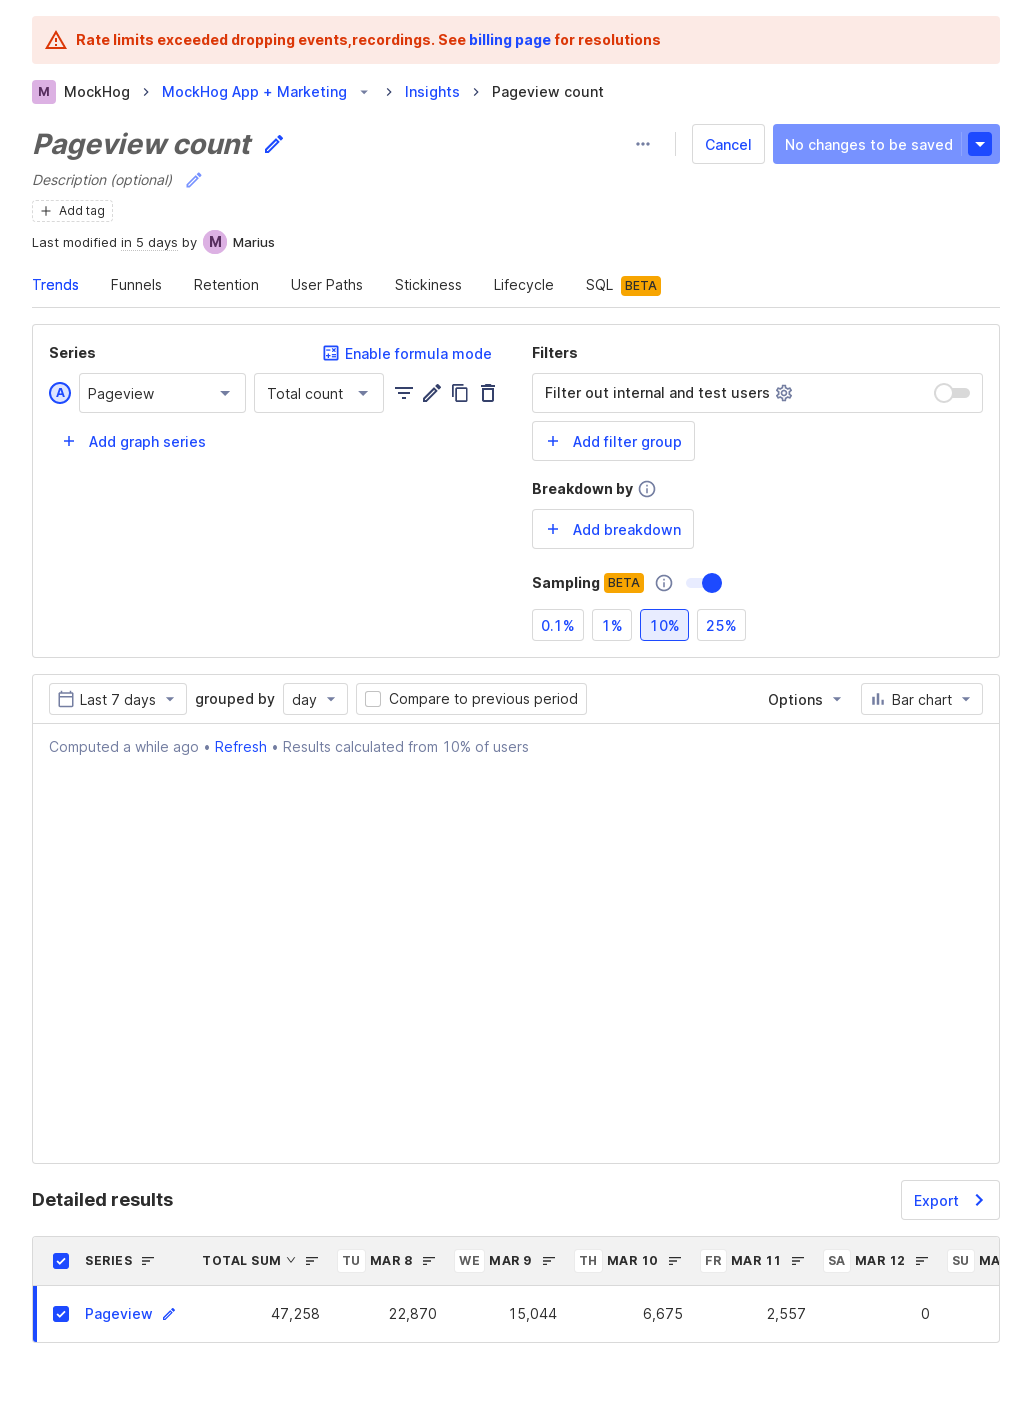 Rate limits exceeded dropping events,recordings. See billing page for resolutions
M MockHog MockHog App + Marketing Insights Pageview count
Pageview count
Cancel No changes to be saved
Description (optional)
Add tag
Last modified in 5 days by M Marius
Trends Funnels Retention User Paths Stickiness Lifecycle SQL BETA
Series Enable formula mode
A Pageview Total count
Add graph series
Filters
Filter out internal and test users
Add filter group
Breakdown by
Add breakdown
Sampling BETA
0.1% 1% 10% 25%
Last 7 days grouped by day Compare to previous period Options Bar chart
Computed a while ago • Refresh • Results calculated from 10% of users
Detailed results Export
SERIES TOTAL SUM TU MAR 8 WE MAR 9 TH MAR 10 FR MAR 11 SA MAR 12 SU MA
Pageview 47,258 22,870 15,044 6,675 2,557 0